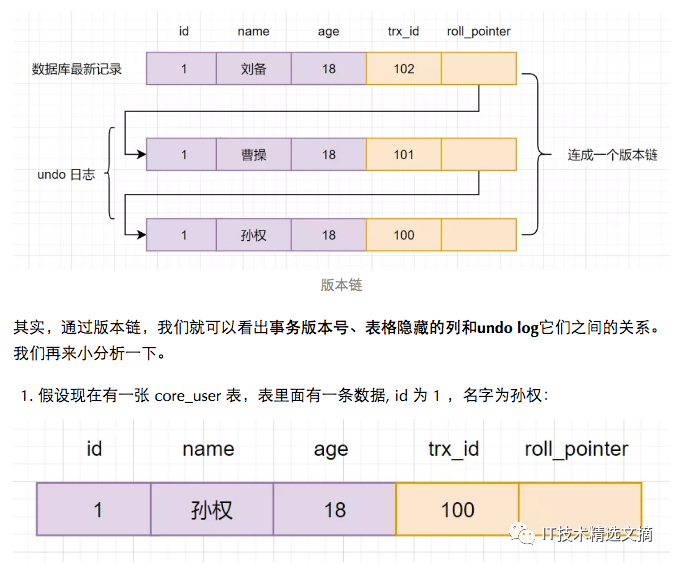 id name age trx_id roll_pointer
数据库最新记录 1 刘备 18 102
undo 日志 1 曹操 18 101 连成一个版本链
1 孙权 18 100
版本链
其实，通过版本链，我们就可以看出事务版本号、表格隐藏的列和undo log它们之间的关系。
我们再来小分析一下。
1. 假设现在有一张 core_user 表，表里面有一条数据, id 为 1 ，名字为孙权：
id name age trx_id roll_pointer
1 孙权 18 100
IT技术精选文摘